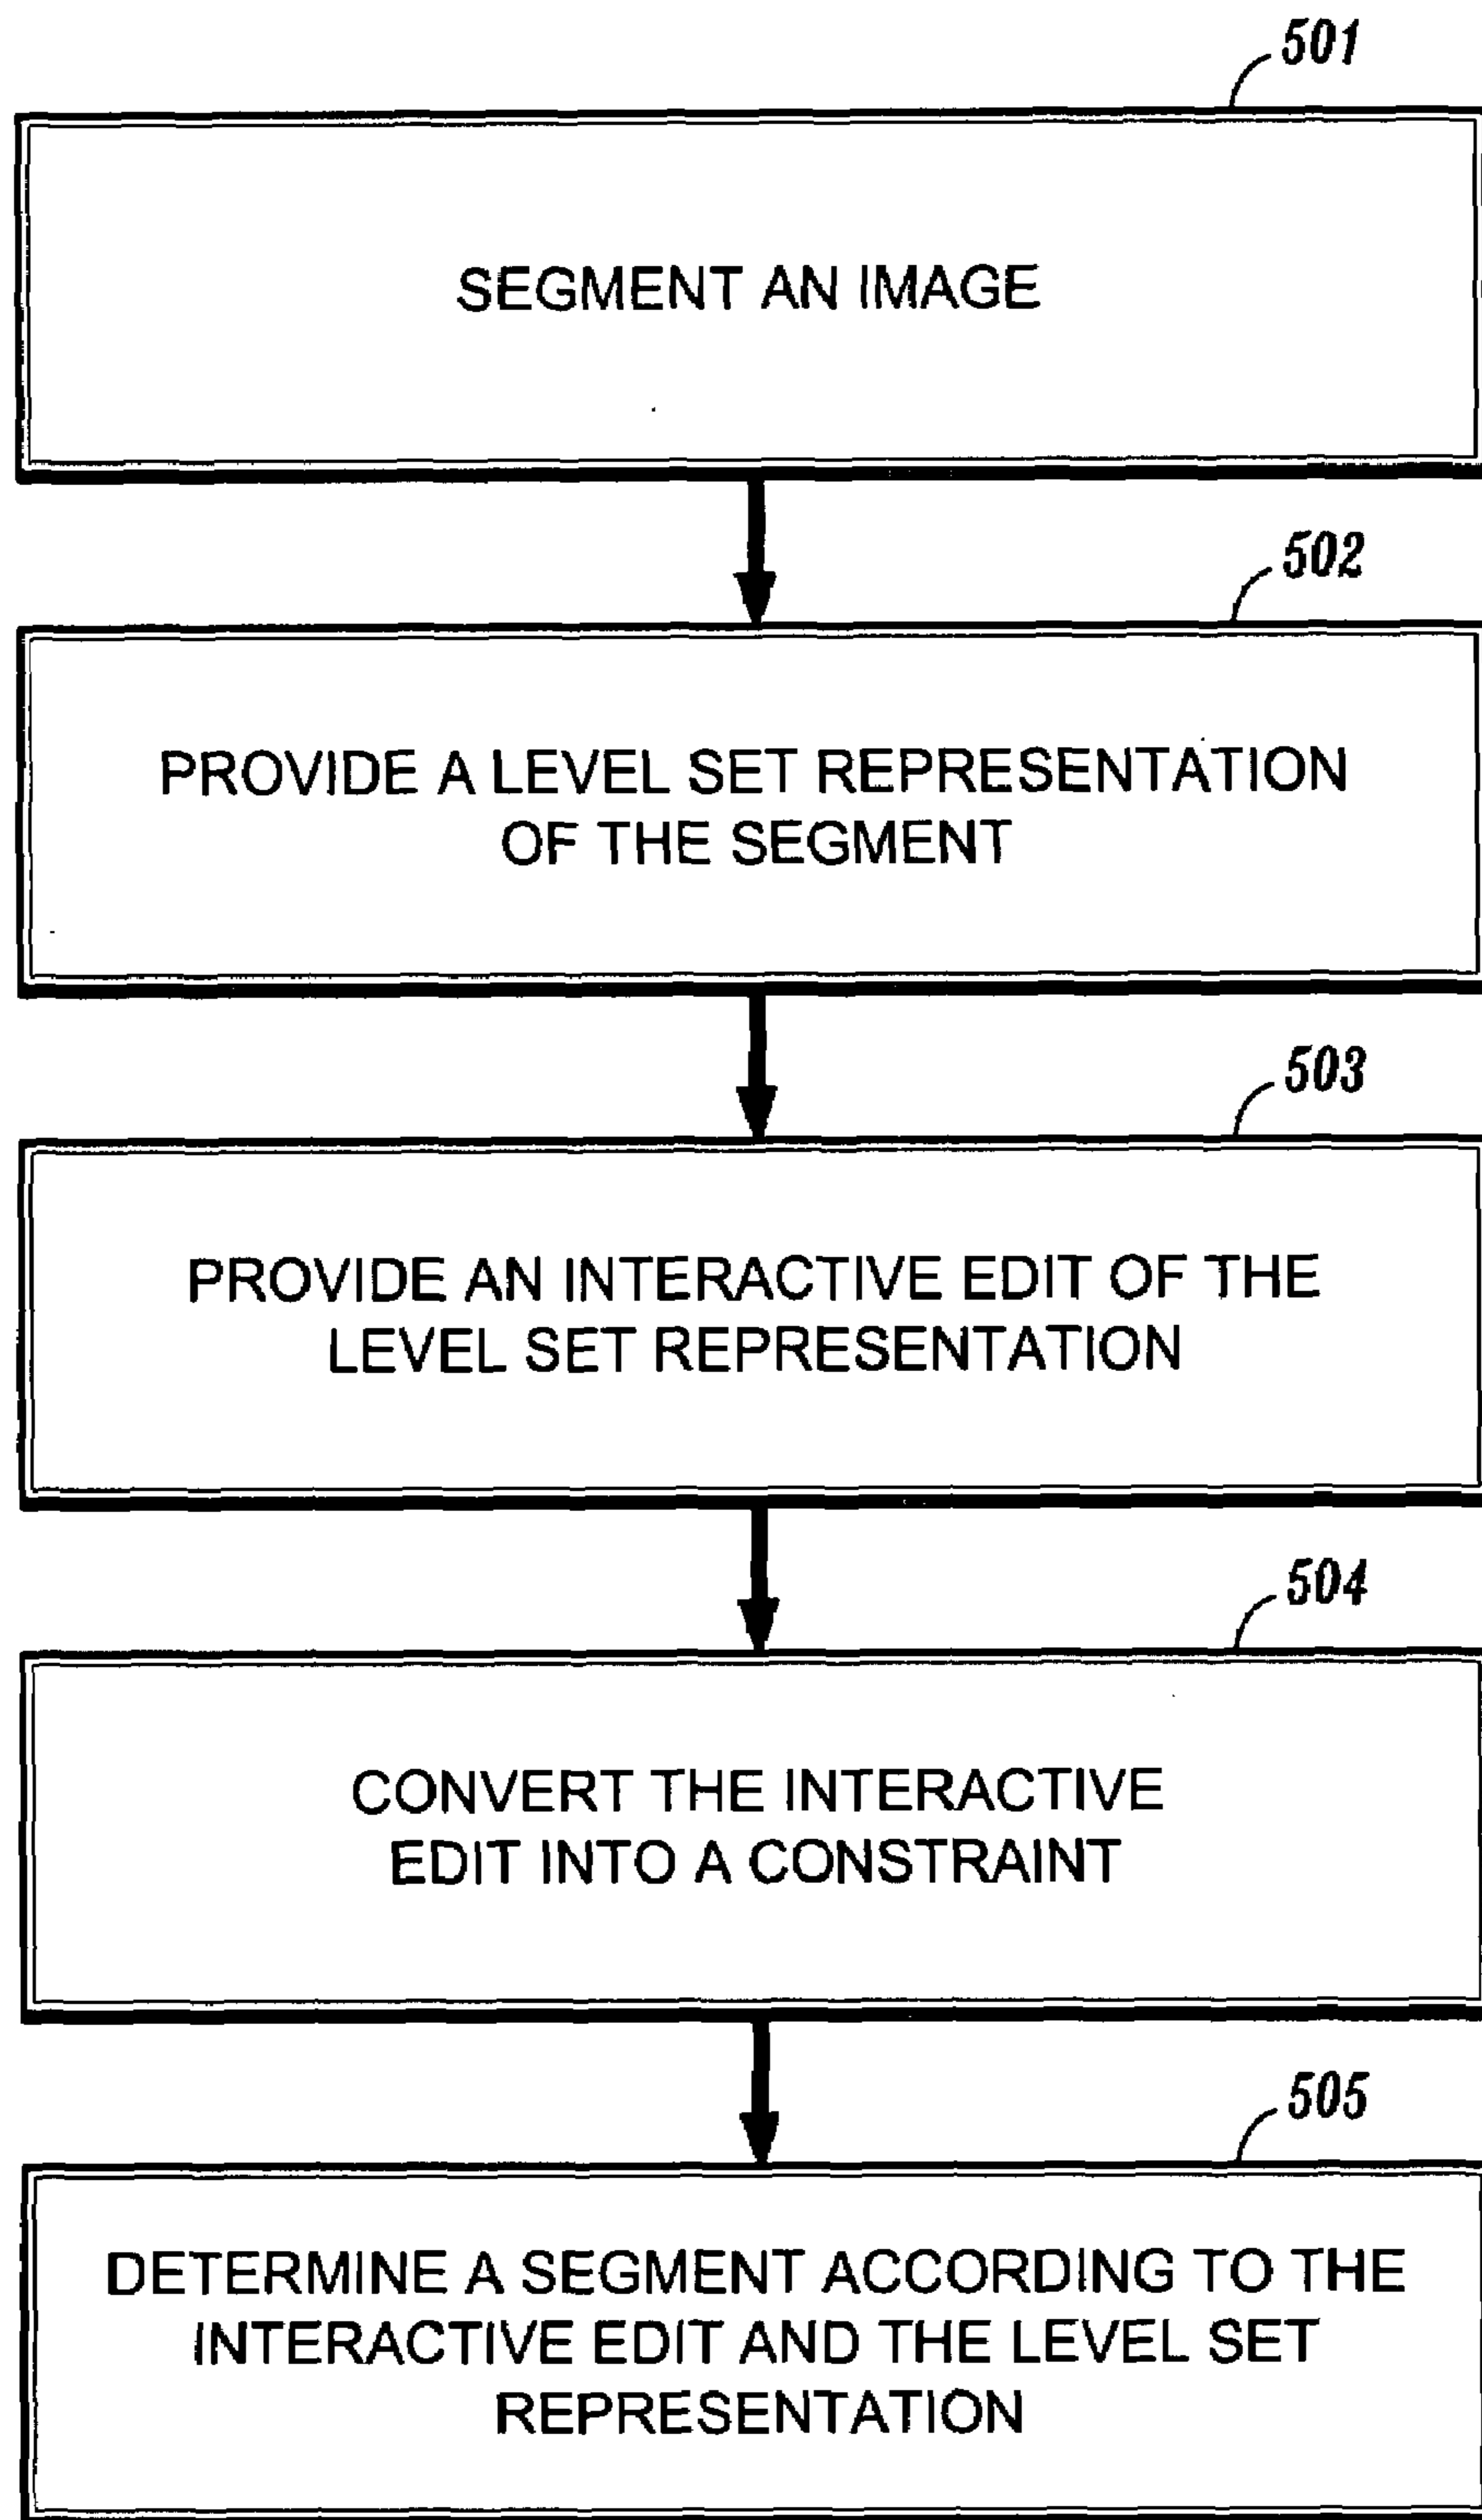 501
SEGMENT AN IMAGE
502
PROVIDE A LEVEL SET REPRESENTATION
OF THE SEGMENT
503
PROVIDE AN INTERACTIVE EDIT OF THE
LEVEL SET REPRESENTATION
504
CONVERT THE INTERACTIVE
EDIT INTO A CONSTRAINT
505
DETERMINE A SEGMENT ACCORDING TO THE
INTERACTIVE EDIT AND THE LEVEL SET
REPRESENTATION